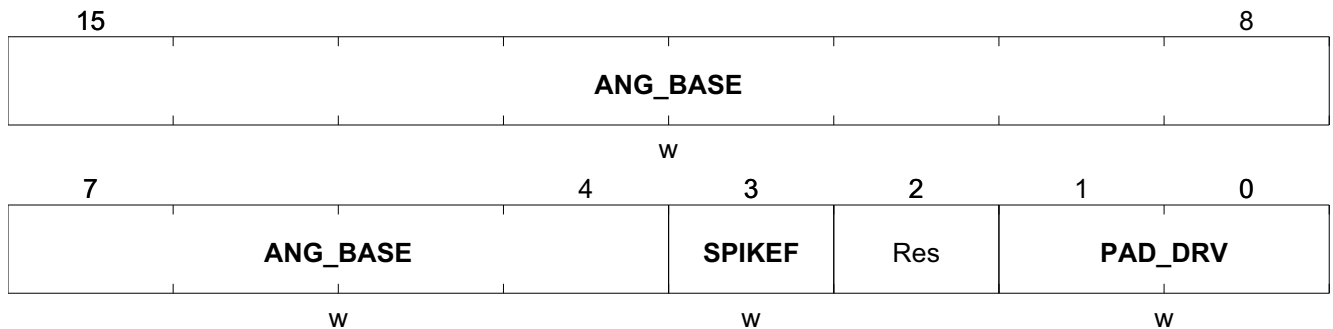 15 8
ANG_BASE
w
7 4 3 2 1 0
ANG_BASE SPIKEF Res PAD_DRV
w w w